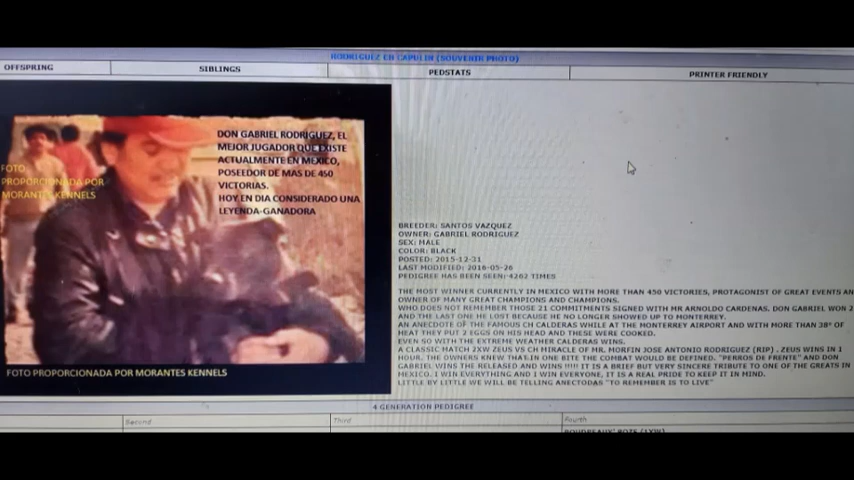 RODRIGUEZ EN CAPULIN (SOUVENIR PHOTO)
OFFSPRING SIBLINGS PEDSTATS PRINTER FRIENDLY
DON GABRIEL RODRIGUEZ, EL
MEJOR JUGADOR QUE EXISTE
ACTUALMENTE EN MEXICO,
POSEEDOR DE MAS DE 450
VICTORIAS.
HOY EN DIA CONSIDERADO UNA
LEYENDA-GANADORA
FOTO
PROPORCIONADA POR
MORANTES KENNELS
FOTO PROPORCIONADA POR MORANTES KENNELS
BREEDER: SANTOS VAZQUEZ
OWNER: GABRIEL RODRIGUEZ
SEX: MALE
COLOR: BLACK
POSTED: 2015-12-31
LAST MODIFIED: 2016-05-26
PEDIGREE HAS BEEN SEEN: 4262 TIMES
THE MOST WINNER CURRENTLY IN MEXICO WITH MORE THAN 450 VICTORIES, PROTAGONIST OF GREAT EVENTS AN
OWNER OF MANY GREAT CHAMPIONS AND CHAMPIONS.
WHO DOES NOT REMEMBER THOSE 21 COMMITMENTS SIGNED WITH MR ARNOLDO CARDENAS. DON GABRIEL WON 2
AND THE LAST ONE HE LOST BECAUSE HE NO LONGER SHOWED UP TO MONTERREY.
AN ANECDOTE OF THE FAMOUS CH CALDERAS WHILE AT THE MONTERREY AIRPORT AND WITH MORE THAN 38º OF
HEAT THEY PUT 2 EGGS ON HIS HEAD AND THESE WERE COOKED.
EVEN SO WITH THE EXTREME WEATHER CALDERAS WINS.
A CLASSIC MATCH 2XW ZEUS VS CH MIRACLE OF MR. MORFIN JOSE ANTONIO RODRIGUEZ (RIP) . ZEUS WINS IN 1
HOUR. THE OWNERS KNEW THAT IN ONE BITE THE COMBAT WOULD BE DEFINED. "PERROS DE FRENTE" AND DON
GABRIEL WINS THE RELEASED AND WINS !!!!! IT IS A BRIEF BUT VERY SINCERE TRIBUTE TO ONE OF THE GREATS IN
MEXICO. I WIN EVERYTHING AND I WIN EVERYONE, IT IS A REAL PRIDE TO KEEP IT IN MIND.
LITTLE BY LITTLE WE WILL BE TELLING ANECTODAS "TO REMEMBER IS TO LIVE"
4 GENERATION PEDIGREE
Second Third Fourth